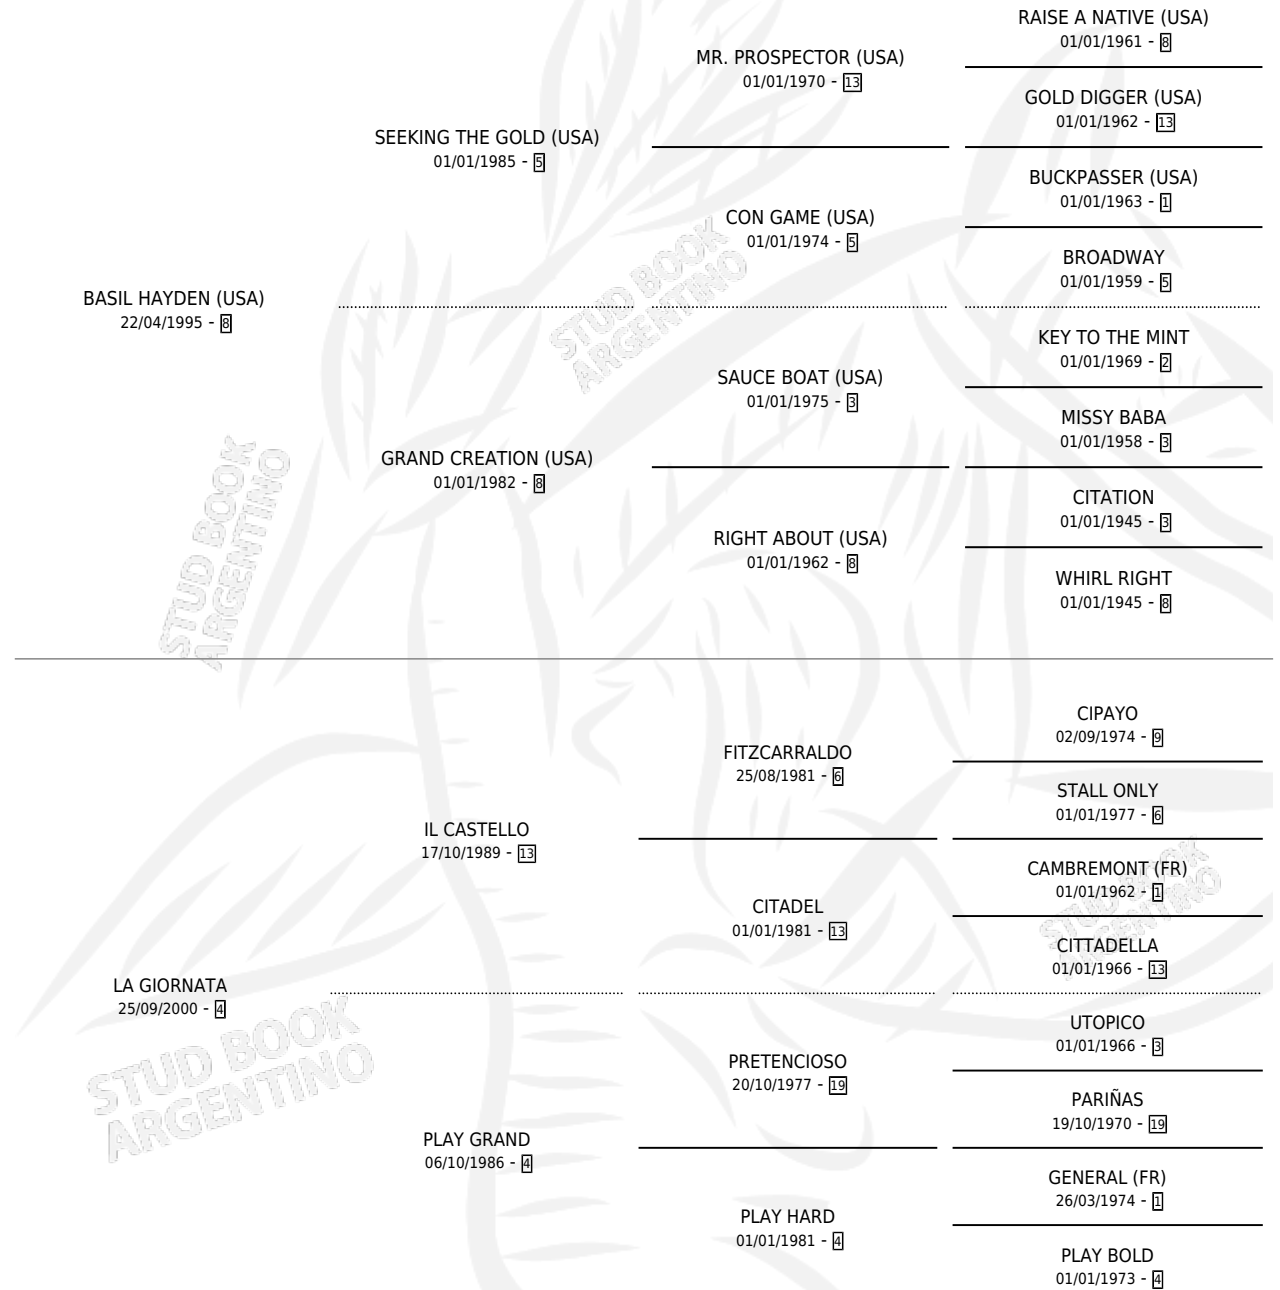 RAISE A NATIVE (USA)
01/01/1961 - 8
MR. PROSPECTOR (USA)
01/01/1970 - 13
GOLD DIGGER (USA)
01/01/1962 - 13
SEEKING THE GOLD (USA)
01/01/1985 - 5
BUCKPASSER (USA)
01/01/1963 - 1
CON GAME (USA)
01/01/1974 - 5
BROADWAY
01/01/1959 - 5
BASIL HAYDEN (USA)
22/04/1995 - 8
KEY TO THE MINT
01/01/1969 - 2
SAUCE BOAT (USA)
01/01/1975 - 3
MISSY BABA
01/01/1958 - 3
GRAND CREATION (USA)
01/01/1982 - 8
CITATION
01/01/1945 - 3
RIGHT ABOUT (USA)
01/01/1962 - 8
WHIRL RIGHT
01/01/1945 - 8
STUD BOOK
ARGENTINO
STUD BOOK
ARGENTINO
CIPAYO
02/09/1974 - 9
FITZCARRALDO
25/08/1981 - 6
STALL ONLY
01/01/1977 - 6
IL CASTELLO
17/10/1989 - 13
CAMBREMONT (FR)
01/01/1962 - 1
CITADEL
01/01/1981 - 13
CITTADELLA
01/01/1966 - 13
LA GIORNATA
25/09/2000 - 4
UTOPICO
01/01/1966 - 3
PRETENCIOSO
20/10/1977 - 19
PARIÑAS
19/10/1970 - 19
PLAY GRAND
06/10/1986 - 4
GENERAL (FR)
26/03/1974 - 1
PLAY HARD
01/01/1981 - 4
PLAY BOLD
01/01/1973 - 4
STUD BOOK
ARGENTINO
STUD BOOK
ARGENTINO